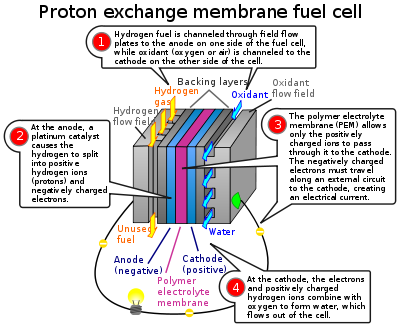 Proton exchange membrane fuel cell
1
Hydrogen fuel is channeled through field flow
plates to the anode on one side of the fuel cell,
while oxident (oxygen or air) is channeled to the
cathode on the other side of the cell.
Hydrogen
gas
Backing layers
Oxidant
Oxidant
flow field
Hydrogen
flow field
2
At the anode, a
platinum catalyst
causes the
hydrogen to split
into positive
hydrogen ions
(protons) and
negatively charged
electrons.
3
The polymer electrolyte
membrane (PEM) allows
only the positively
charged ions to pass
through it to the cathode.
The negatively charged
electrons must travel
along an external circuit
to the cathode, creating
an electrical current.
Unused
fuel
Water
Anode
(negative)
Cathode
(positive)
Polymer
electrolyte
membrane
4
At the cathode, the electrons
and positively charged
hydrogen ions combine with
oxygen to form water, which
flows out of the cell.